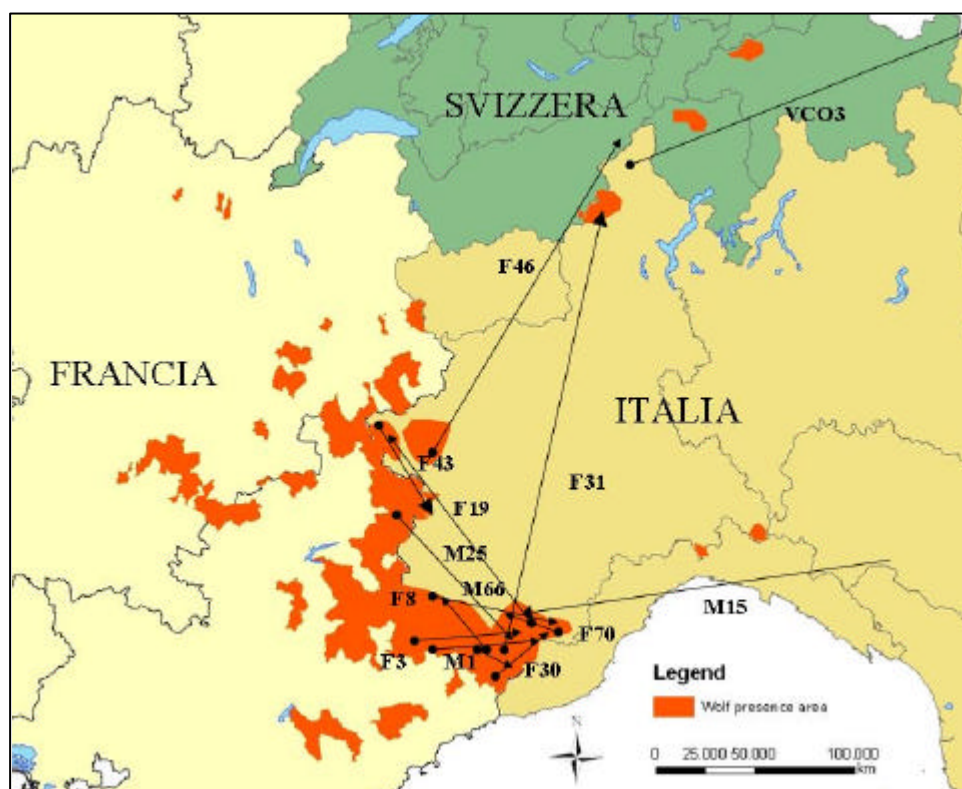 SVIZZERA
VCO3
F46
FRANCIA
ITALIA
F43
F31
F19
M25
M66
F8
M15
F70
F3
M1
F30
Legend
Wolf presence area
N
0 25.000 50.000 100.000
km